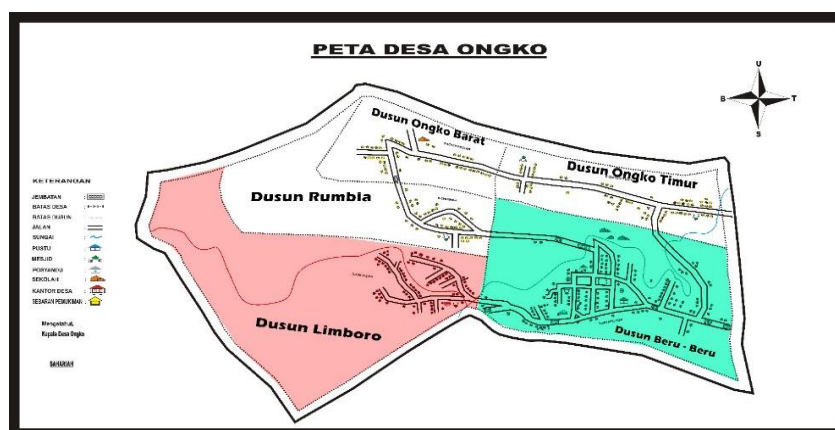 PETA DESA ONGKO
U
B
T
S
Dusun Ongko Barat
Dusun Ongko Timur
Dusun Rumbia
Dusun Limboro
Dusun Beru - Beru
KETERANGAN
JEMBATAN :
BATAS DESA :
BATAS DUSUN :
JALAN :
SUNGAI :
PUSTU :
MESJID :
POSYANDU :
SEKOLAH :
KANTOR DESA :
SEBARAN PEMUKIMAN :
Mengetahui,
Kepala Desa Ongko
SAHARIAH